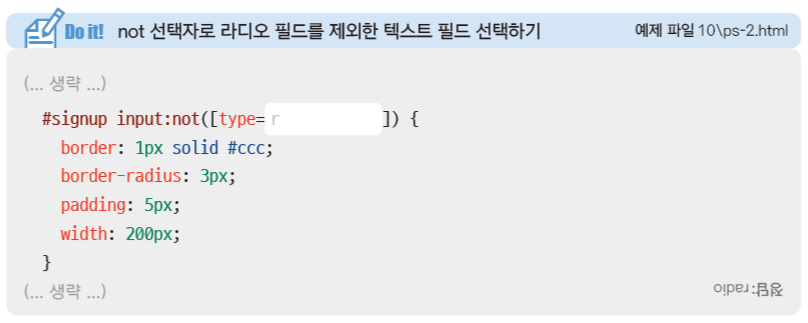 Do it! not 선택자로 라디오 필드를 제외한 텍스트 필드 선택하기 예제 파일 10\ps-2.html
(... 생략 ...)
#signup input:not([type= r ]) {
border: 1px solid #ccc;
border-radius: 3px;
padding: 5px;
width: 200px;
}
(... 생략 ...) 정답: radio